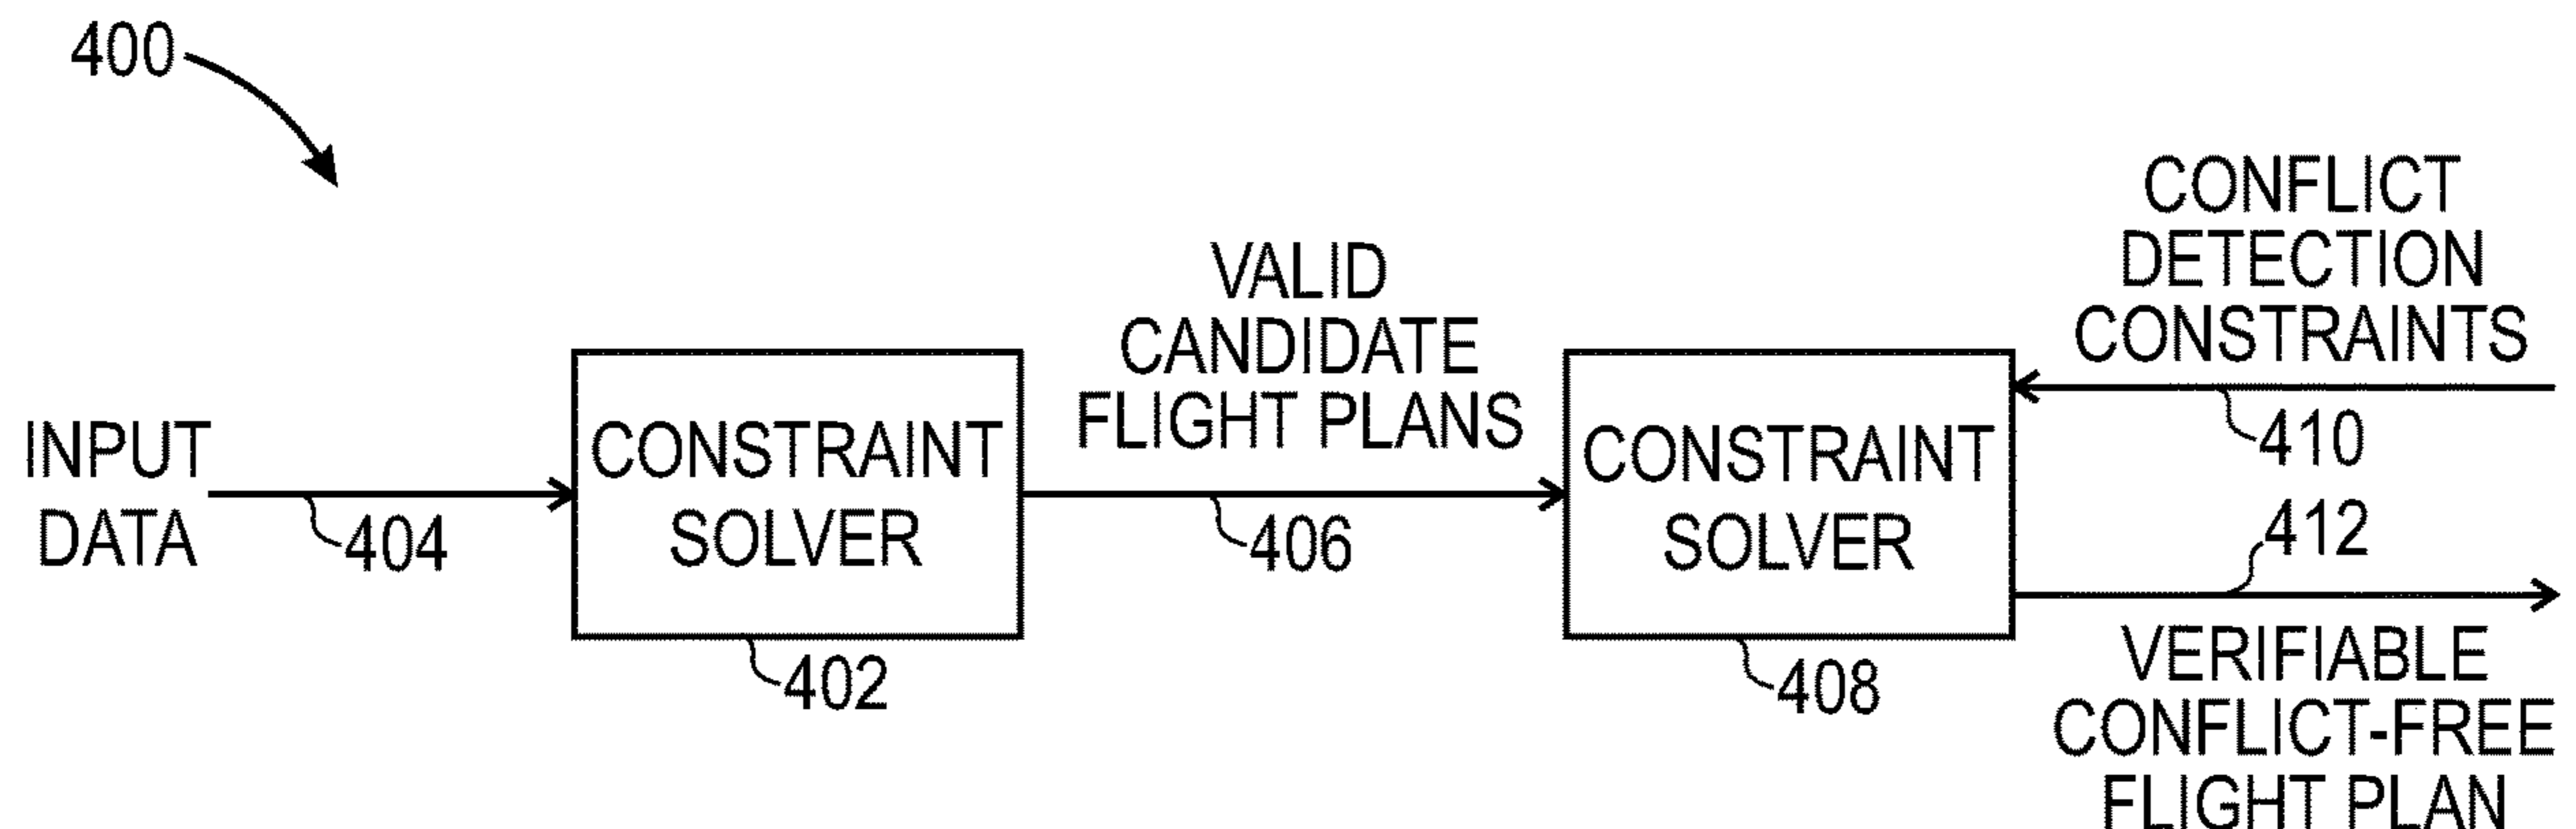 400
INPUT
DATA
404
CONSTRAINT
SOLVER
402
VALID
CANDIDATE
FLIGHT PLANS
406
CONSTRAINT
SOLVER
408
CONFLICT
DETECTION
CONSTRAINTS
410
412
VERIFIABLE
CONFLICT-FREE
FLIGHT PLAN